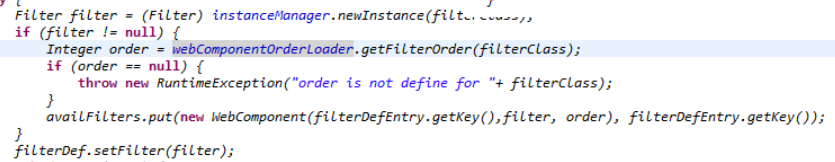 Filter filter = (Filter) instanceManager.newInstance(
if (filter != null) {
Integer order = webComponentOrderLoader.getFilterOrder(filterClass);
if (order == null) {
throw new RuntimeException("order is not define for "+ filterClass);
}
availFilters.put(new WebComponent(filterDefEntry.getKey(),filter, order), filterDefEntry.getKey());
}
filterDef.setFilter(filter);